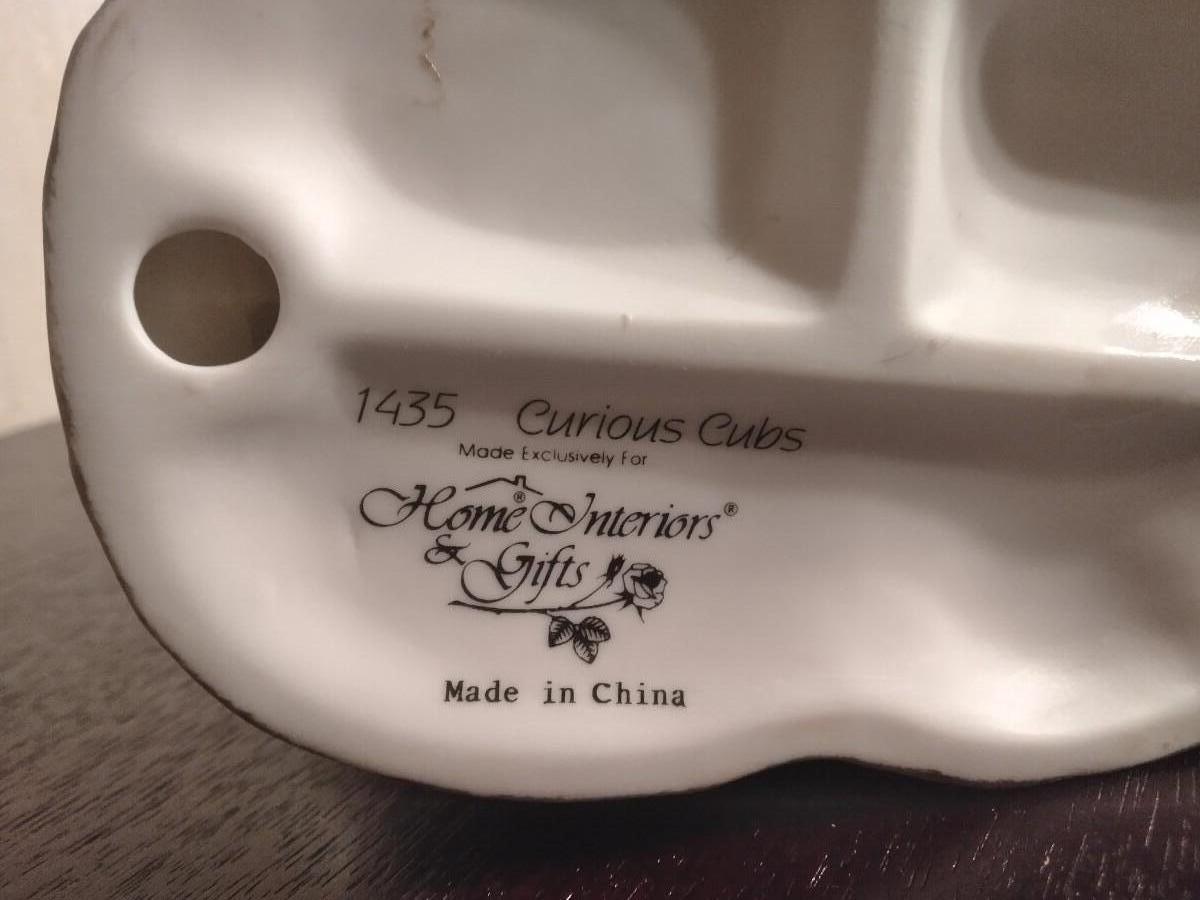 1435 Curious Cubs
Made Exclusively For
Home Interiors®
& Gifts
Made in China